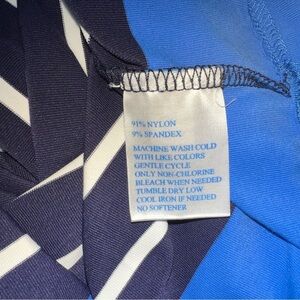 91% NYLON
9% SPANDEX
MACHINE WASH COLD
WITH LIKE COLORS
GENTLE CYCLE
ONLY NON-CHLORINE
BLEACH WHEN NEEDED
TUMBLE DRY LOW
COOL IRON IF NEEDED
NO SOFTENER